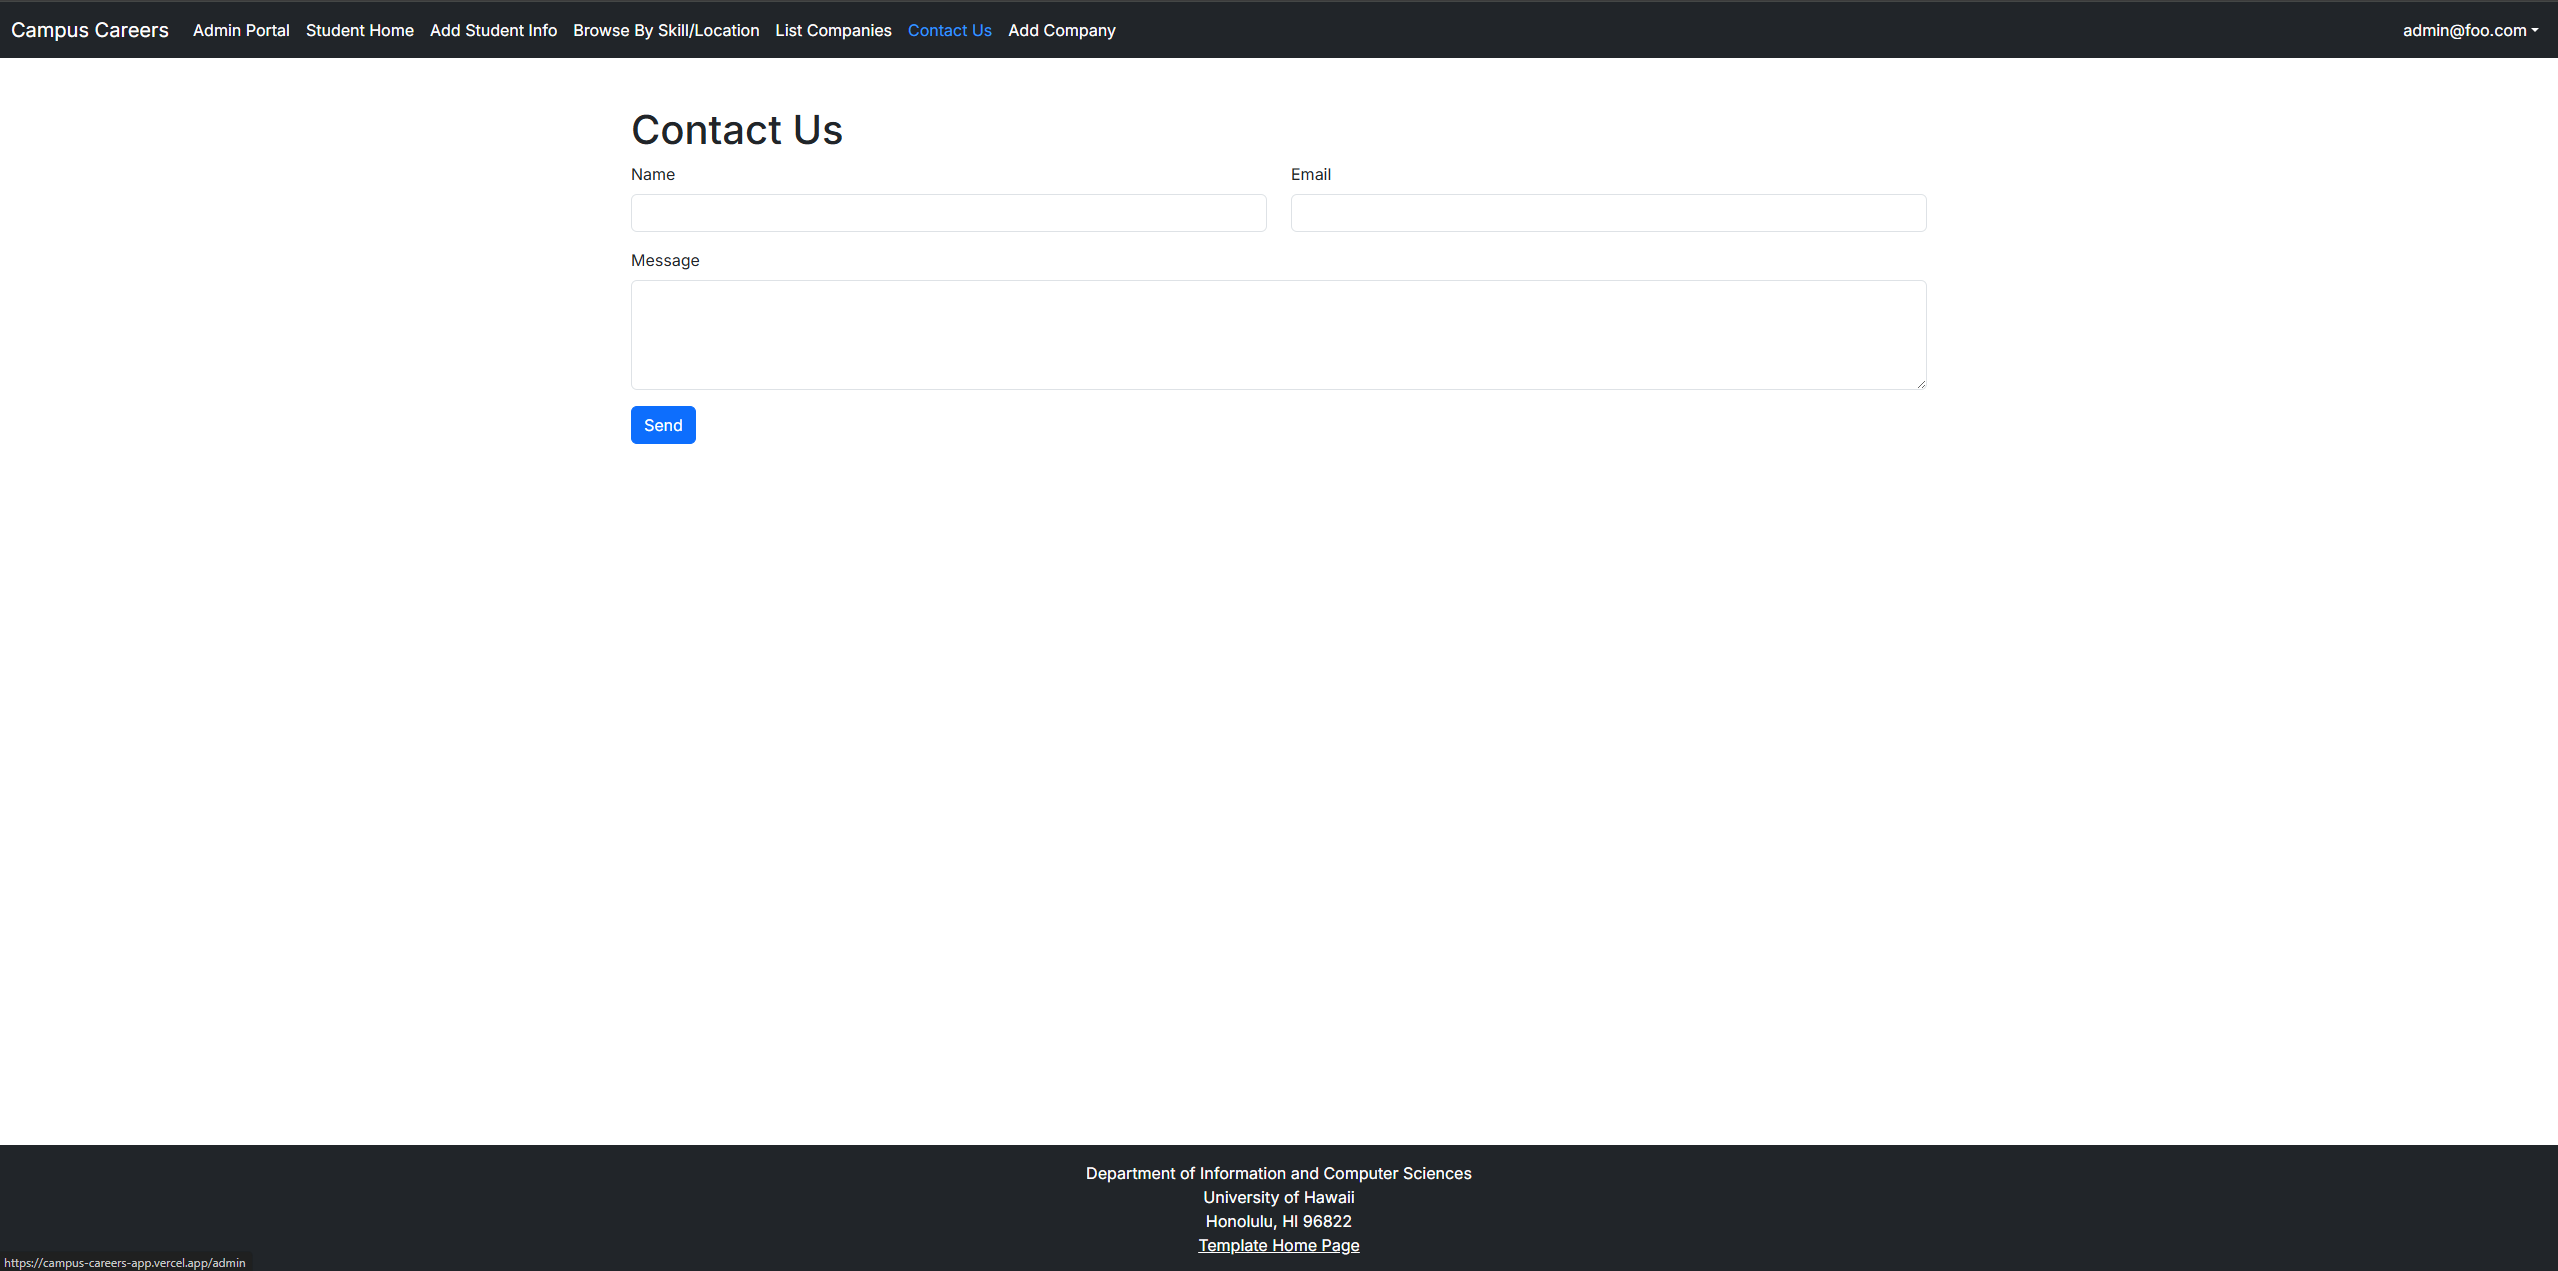 Campus Careers Admin Portal Student Home Add Student Info Browse By Skill/Location List Companies Contact Us Add Company admin@foo.com
Contact Us
Name Email
Message
Send
Department of Information and Computer Sciences
University of Hawaii
Honolulu, HI 96822
Template Home Page
https://campus-careers-app.vercel.app/admin